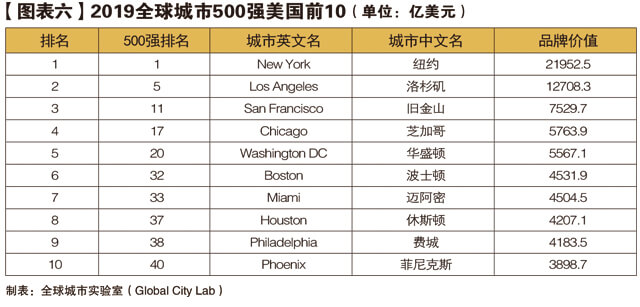 【图表六】2019全球城市500强美国前10（单位：亿美元）
排名 500强排名 城市英文名 城市中文名 品牌价值
1 1 New York 纽约 21952.5
2 5 Los Angeles 洛杉矶 12708.3
3 11 San Francisco 旧金山 7529.7
4 17 Chicago 芝加哥 5763.9
5 20 Washington DC 华盛顿 5567.1
6 32 Boston 波士顿 4531.9
7 33 Miami 迈阿密 4504.5
8 37 Houston 休斯顿 4207.1
9 38 Philadelphia 费城 4183.5
10 40 Phoenix 菲尼克斯 3898.7
制表：全球城市实验室（Global City Lab）